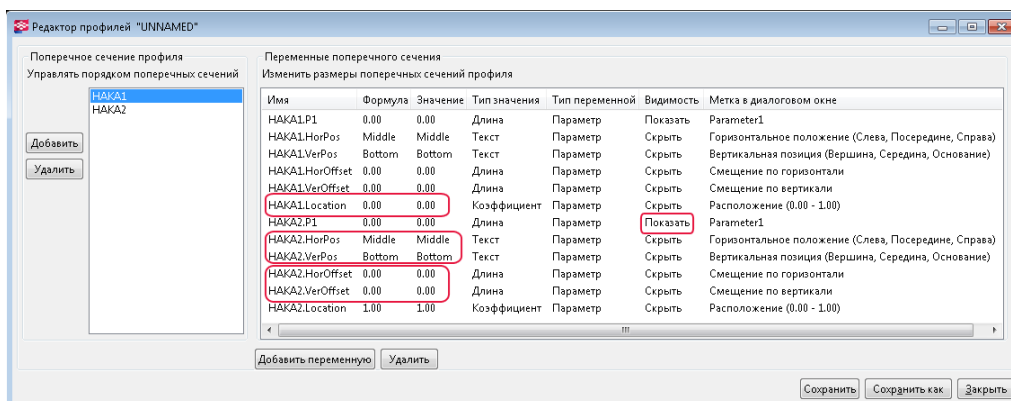 Редактор профилей "UNNAMED"
Поперечное сечение профиля
Управлять порядком поперечных сечений
HAKA1
HAKA2
Добавить
Удалить
Переменные поперечного сечения
Изменить размеры поперечных сечений профиля
Имя Формула Значение Тип значения Тип переменной Видимость Метка в диалоговом окне
HAKA1.P1 0.00 0.00 Длина Параметр Показать Parameter1
HAKA1.HorPos Middle Middle Текст Параметр Скрыть Горизонтальное положение (Слева, Посередине, Справа)
HAKA1.VerPos Bottom Bottom Текст Параметр Скрыть Вертикальная позиция (Вершина, Середина, Основание)
HAKA1.HorOffset 0.00 0.00 Длина Параметр Скрыть Смещение по горизонтали
HAKA1.VerOffset 0.00 0.00 Длина Параметр Скрыть Смещение по вертикали
HAKA1.Location 0.00 0.00 Коэффициент Параметр Скрыть Расположение (0.00 - 1.00)
HAKA2.P1 0.00 0.00 Длина Параметр Показать Parameter1
HAKA2.HorPos Middle Middle Текст Параметр Скрыть Горизонтальное положение (Слева, Посередине, Справа)
HAKA2.VerPos Bottom Bottom Текст Параметр Скрыть Вертикальная позиция (Вершина, Середина, Основание)
HAKA2.HorOffset 0.00 0.00 Длина Параметр Скрыть Смещение по горизонтали
HAKA2.VerOffset 0.00 0.00 Длина Параметр Скрыть Смещение по вертикали
HAKA2.Location 1.00 1.00 Коэффициент Параметр Скрыть Расположение (0.00 - 1.00)
Добавить переменную Удалить
Сохранить Сохранить как Закрыть